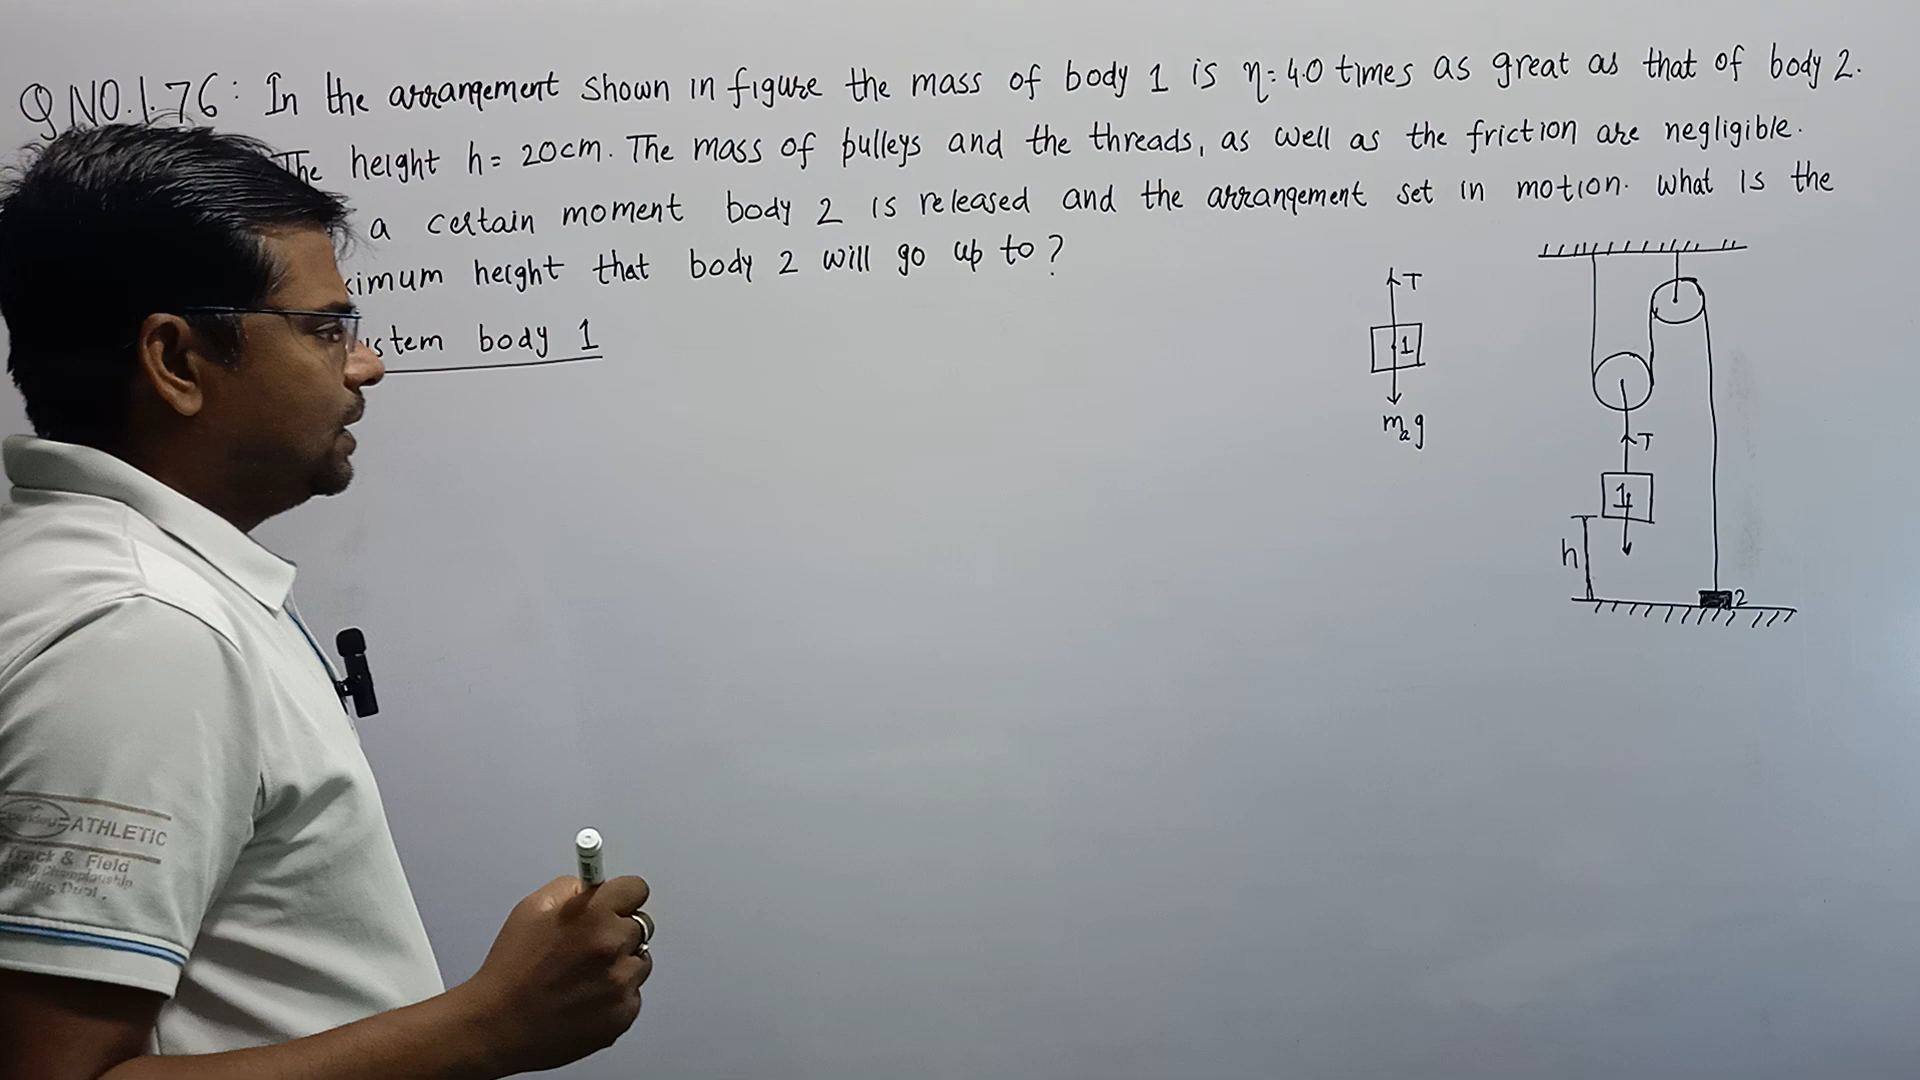 Q NO.1.76: In the arrangement shown in figure the mass of body 1 is η=4.0 times as great as that of body 2.
The height h= 20cm. The mass of pulleys and the threads, as well as the friction are negligible.
a certain moment body 2 is released and the arrangement set in motion. What is the
ximum height that body 2 will go up to?
stem body 1
T
1
m2g
T
1
h
2
ATHLETIC
Track & Field